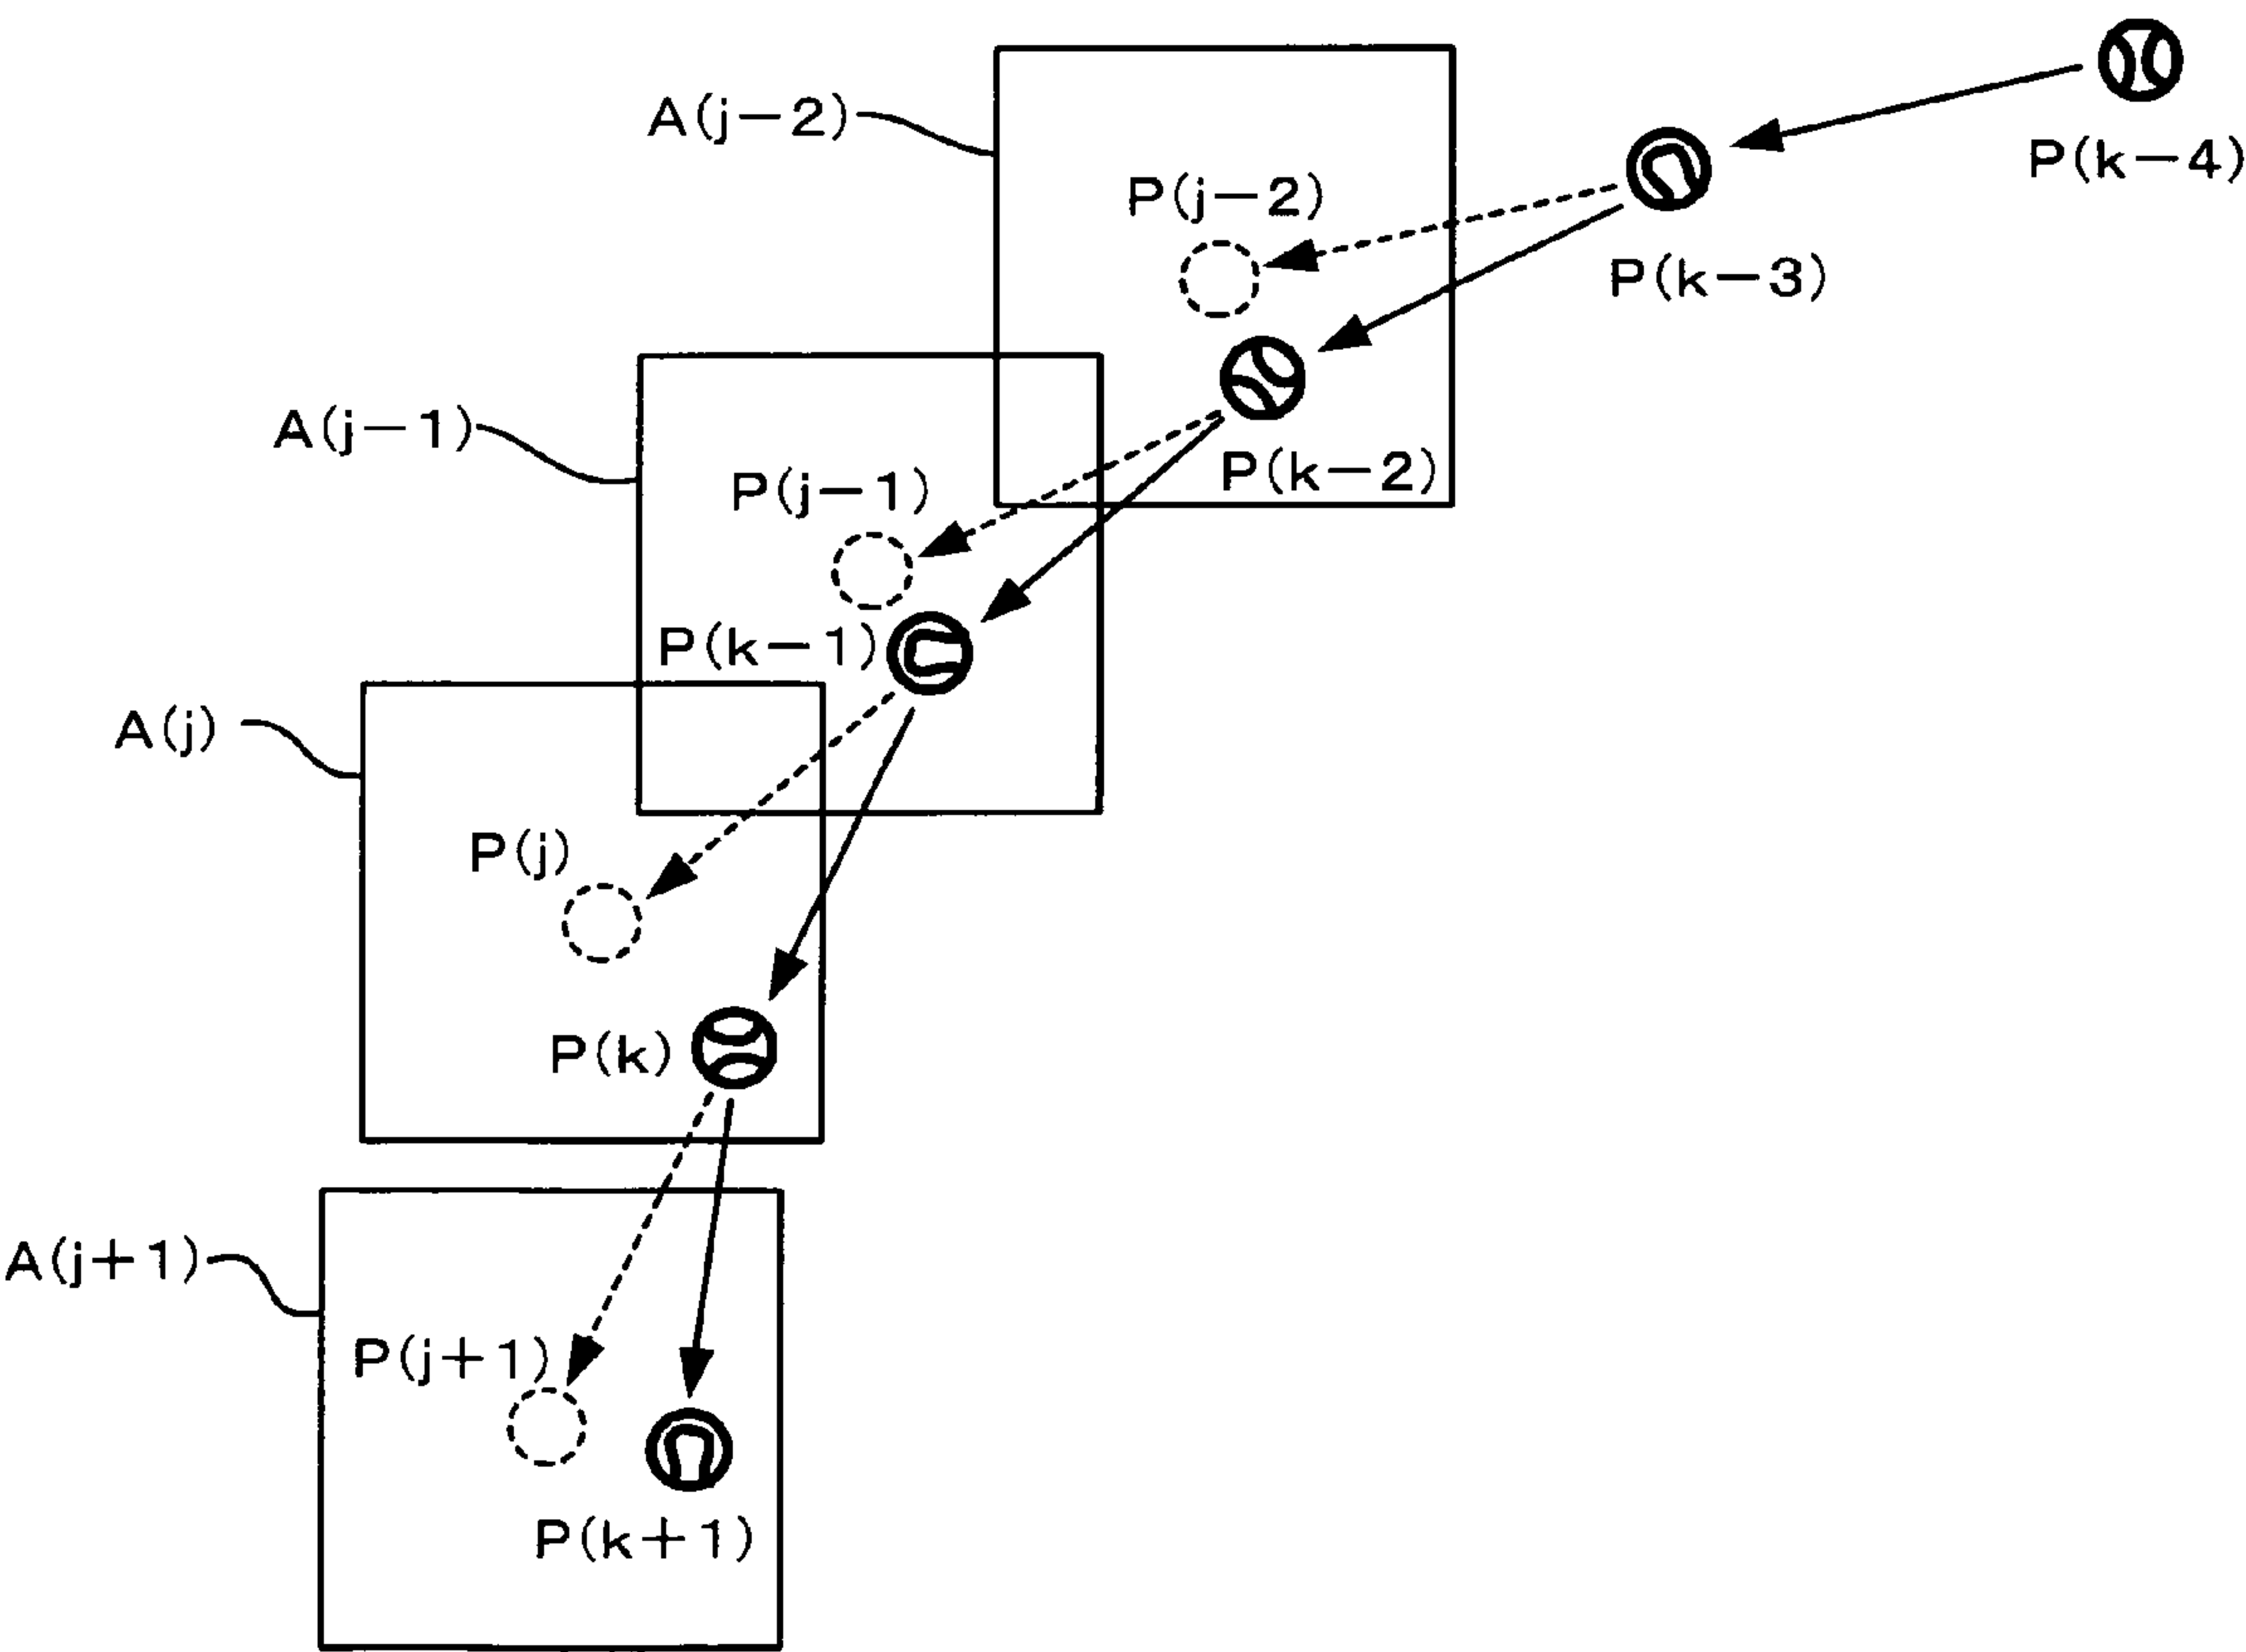 A(j−2)
P(k−4)
P(j−2)
P(k−3)
A(j−1)
P(k−2)
P(j−1)
P(k−1)
A(j)
P(j)
P(k)
A(j+1)
P(j+1)
P(k+1)